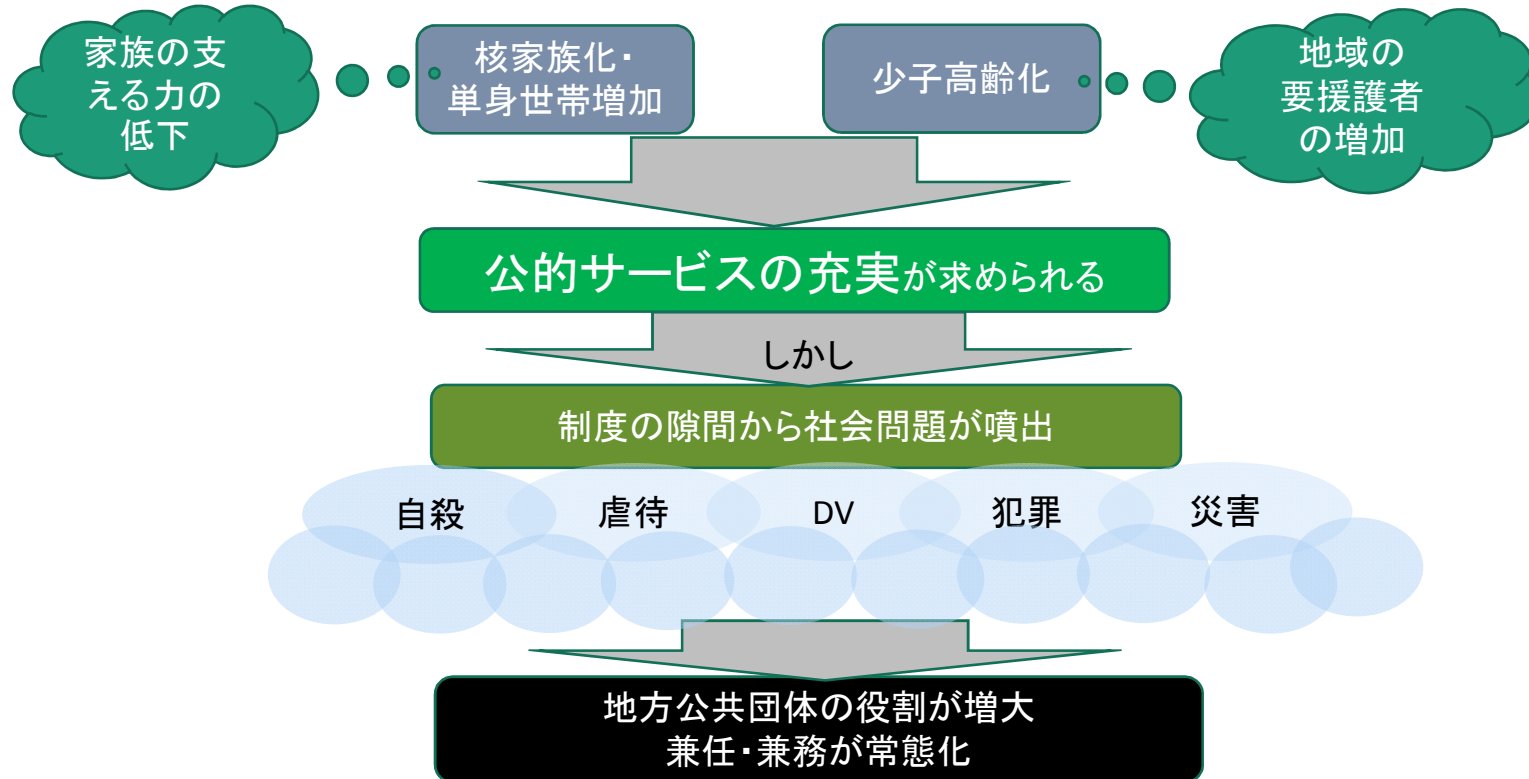 家族の支
える力の
低下
核家族化・
単身世帯増加
少子高齢化
地域の
要援護者
の増加
公的サービスの充実が求められる
しかし
制度の隙間から社会問題が噴出
自殺
虐待
DV
犯罪
災害
地方公共団体の役割が増大
兼任・兼務が常態化